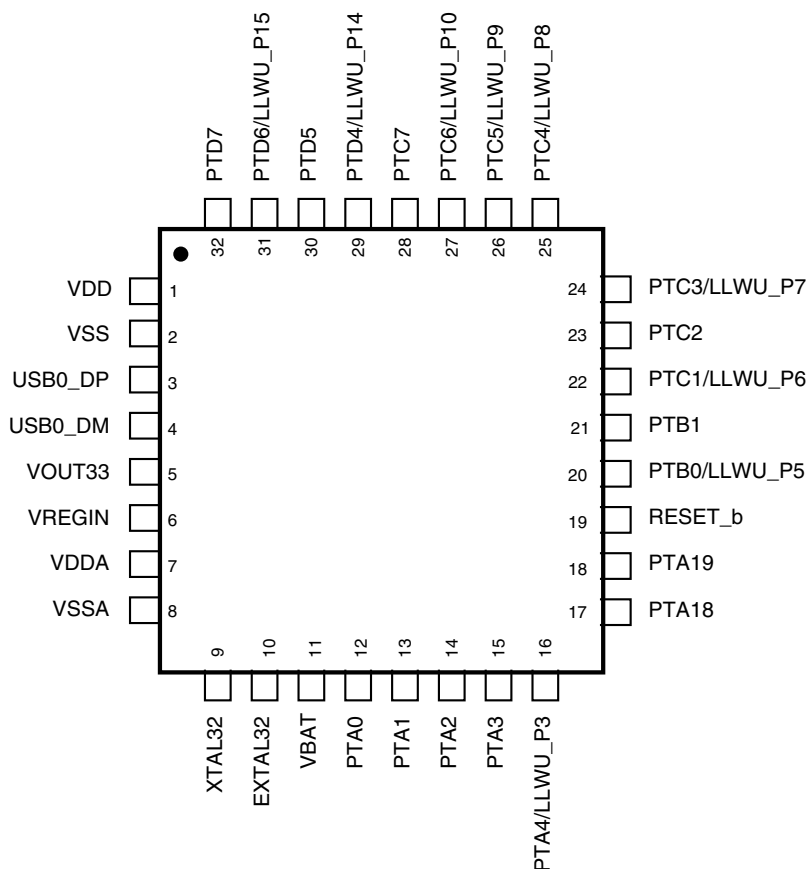 PTD7
PTD6/LLWU_P15
PTD5
PTD4/LLWU_P14
PTC7
PTC6/LLWU_P10
PTC5/LLWU_P9
PTC4/LLWU_P8
32
31
30
29
28
27
26
25
VDD 1
VSS 2
USB0_DP 3
USB0_DM 4
VOUT33 5
VREGIN 6
VDDA 7
VSSA 8
24 PTC3/LLWU_P7
23 PTC2
22 PTC1/LLWU_P6
21 PTB1
20 PTB0/LLWU_P5
19 RESET_b
18 PTA19
17 PTA18
9
10
11
12
13
14
15
16
XTAL32
EXTAL32
VBAT
PTA0
PTA1
PTA2
PTA3
PTA4/LLWU_P3